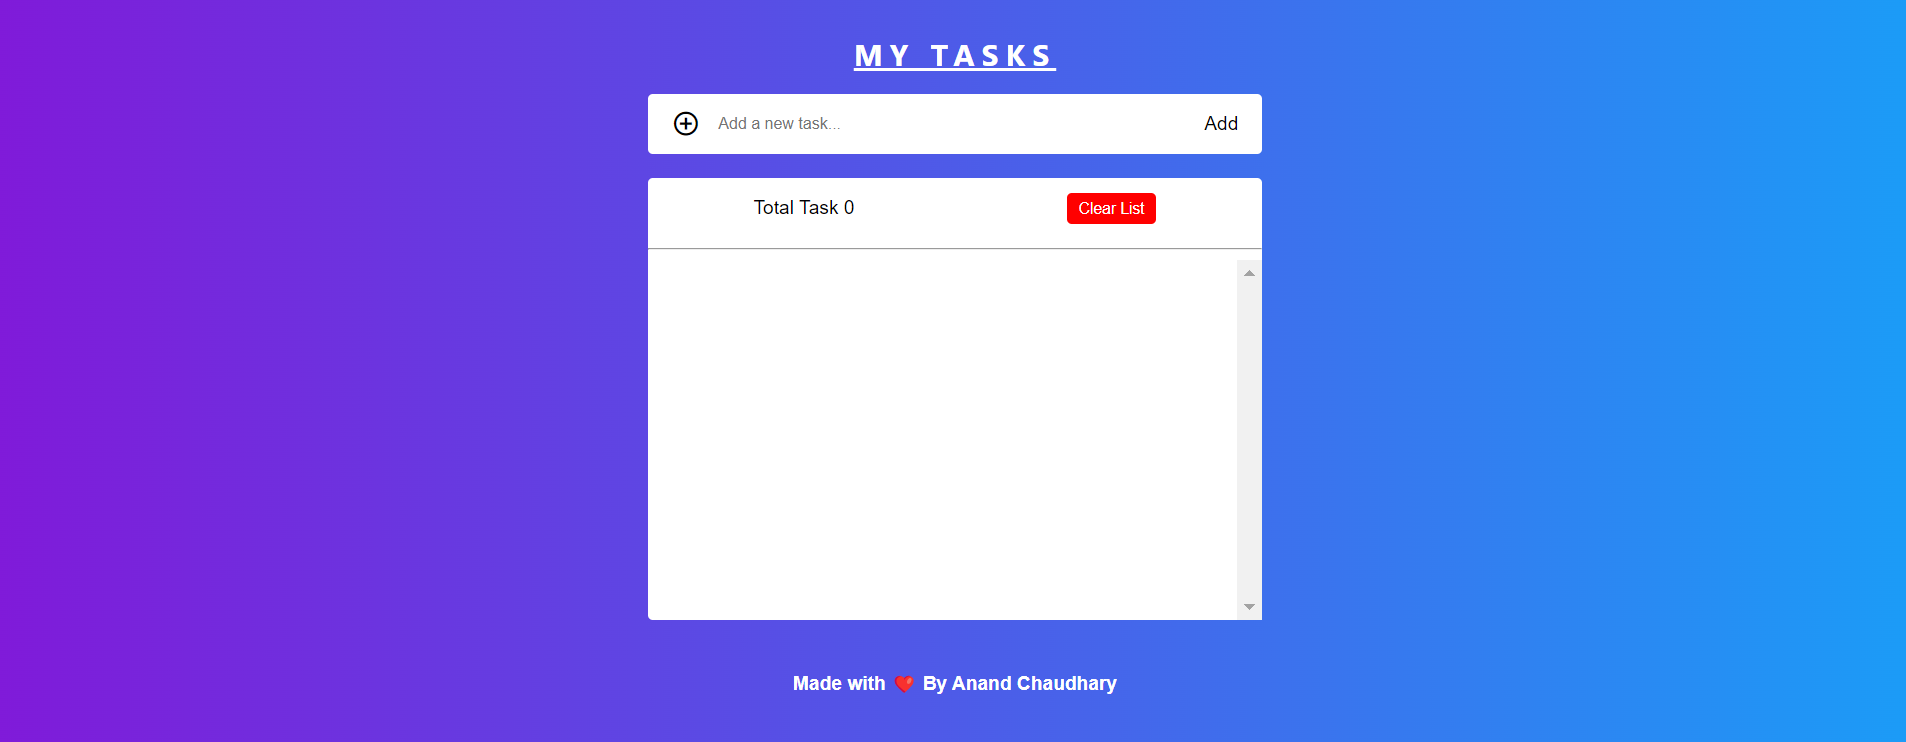 MY TASKS
Add a new task...
Add
Total Task 0
Clear List
Made with ❤️ By Anand Chaudhary